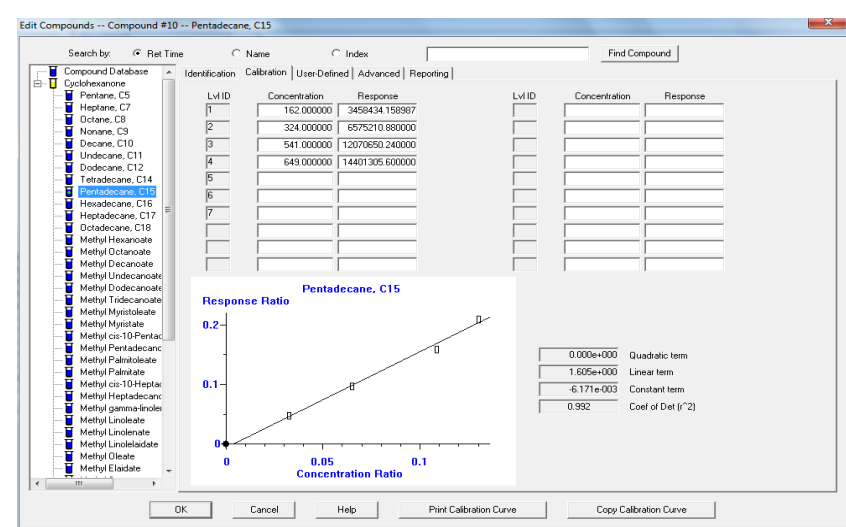 Edit Compounds -- Compound #10 -- Pentadecane, C15
Search by: Ret Time Name Index Find Compound
Compound Database
Cyclohexanone
Pentane, C5
Heptane, C7
Octane, C8
Nonane, C9
Decane, C10
Undecane, C11
Dodecane, C12
Tetradecane, C14
Pentadecane, C15
Hexadecane, C16
Heptadecane, C17
Octadecane, C18
Methyl Hexanoate
Methyl Octanoate
Methyl Decanoate
Methyl Undecanoate
Methyl Dodecanoate
Methyl Tridecanoate
Methyl Myristoleate
Methyl Myristate
Methyl cis-10-Pentac
Methyl Pentadecanc
Methyl Palmitoleate
Methyl Palmitate
Methyl cis-10-Heptac
Methyl Heptadecanc
Methyl gamma-linoler
Methyl Linoleate
Methyl Linolenate
Methyl Linolelaidate
Methyl Oleate
Methyl Elaidate
Identification Calibration User-Defined Advanced Reporting
Lvl ID Concentration Response Lvl ID Concentration Response
1 162.000000 3458434.158987
2 324.000000 6575210.880000
3 541.000000 12070650.240000
4 649.000000 14401305.600000
5
6
7
Pentadecane, C15
Response Ratio
0.2
0.1
0
0 0.05 0.1
Concentration Ratio
0.000e+000 Quadratic term
1.605e+000 Linear term
-6.171e-003 Constant term
0.992 Coef of Det (r^2)
OK Cancel Help Print Calibration Curve Copy Calibration Curve